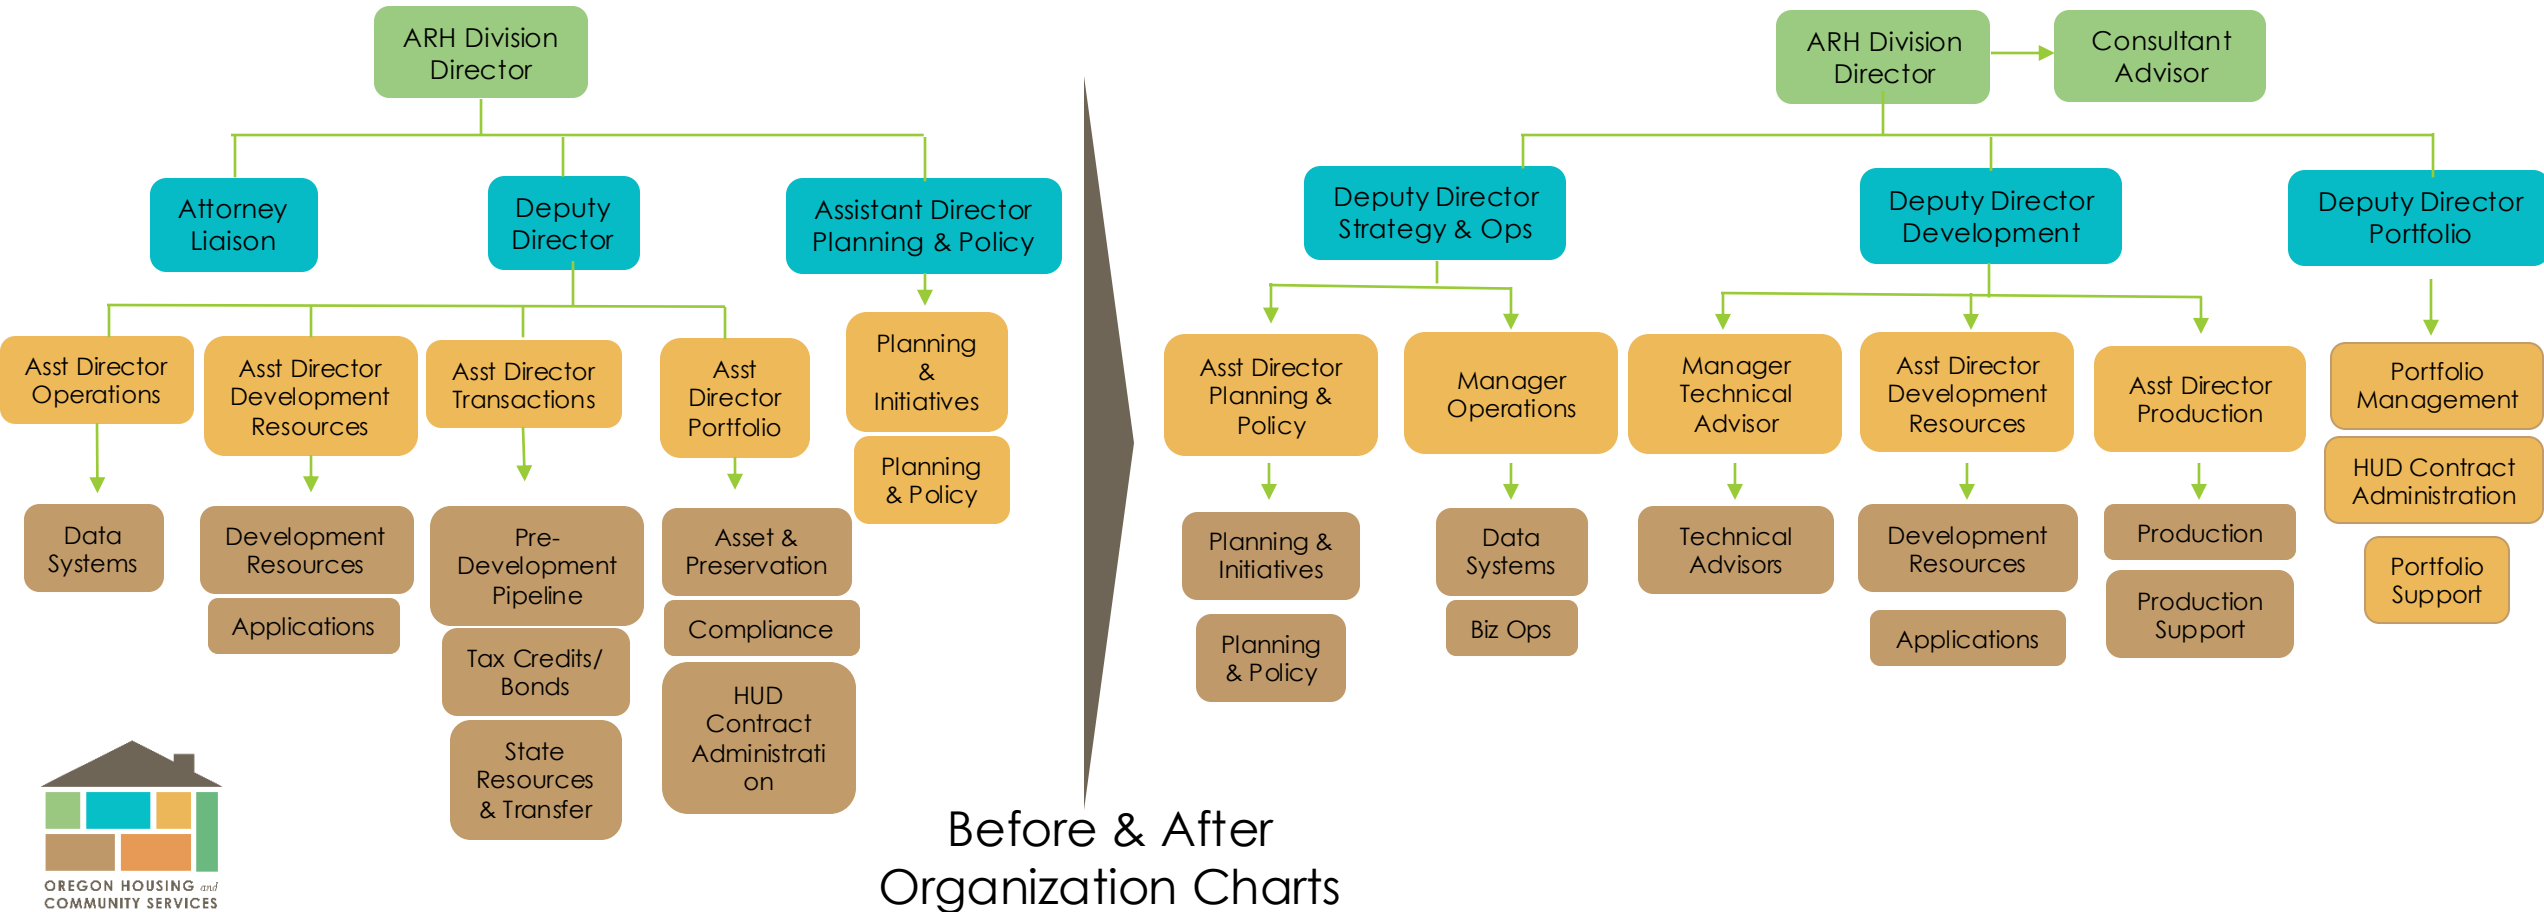 ARH Division
Director
Attorney
Liaison
Deputy
Director
Assistant Director
Planning & Policy
Asst Director
Operations
Asst Director
Development
Resources
Asst Director
Transactions
Asst
Director
Portfolio
Planning
&
Initiatives
Planning
& Policy
Data
Systems
Development
Resources
Applications
Pre-
Development
Pipeline
Tax Credits/
Bonds
State
Resources
& Transfer
Asset &
Preservation
Compliance
HUD
Contract
Administrati
on
ARH Division
Director
Consultant
Advisor
Deputy Director
Strategy & Ops
Deputy Director
Development
Deputy Director
Portfolio
Asst Director
Planning &
Policy
Manager
Operations
Manager
Technical
Advisor
Asst Director
Development
Resources
Asst Director
Production
Portfolio
Management
HUD Contract
Administration
Portfolio
Support
Planning &
Initiatives
Planning
& Policy
Data
Systems
Biz Ops
Technical
Advisors
Development
Resources
Applications
Production
Production
Support
Before & After
Organization Charts
OREGON HOUSING and
COMMUNITY SERVICES